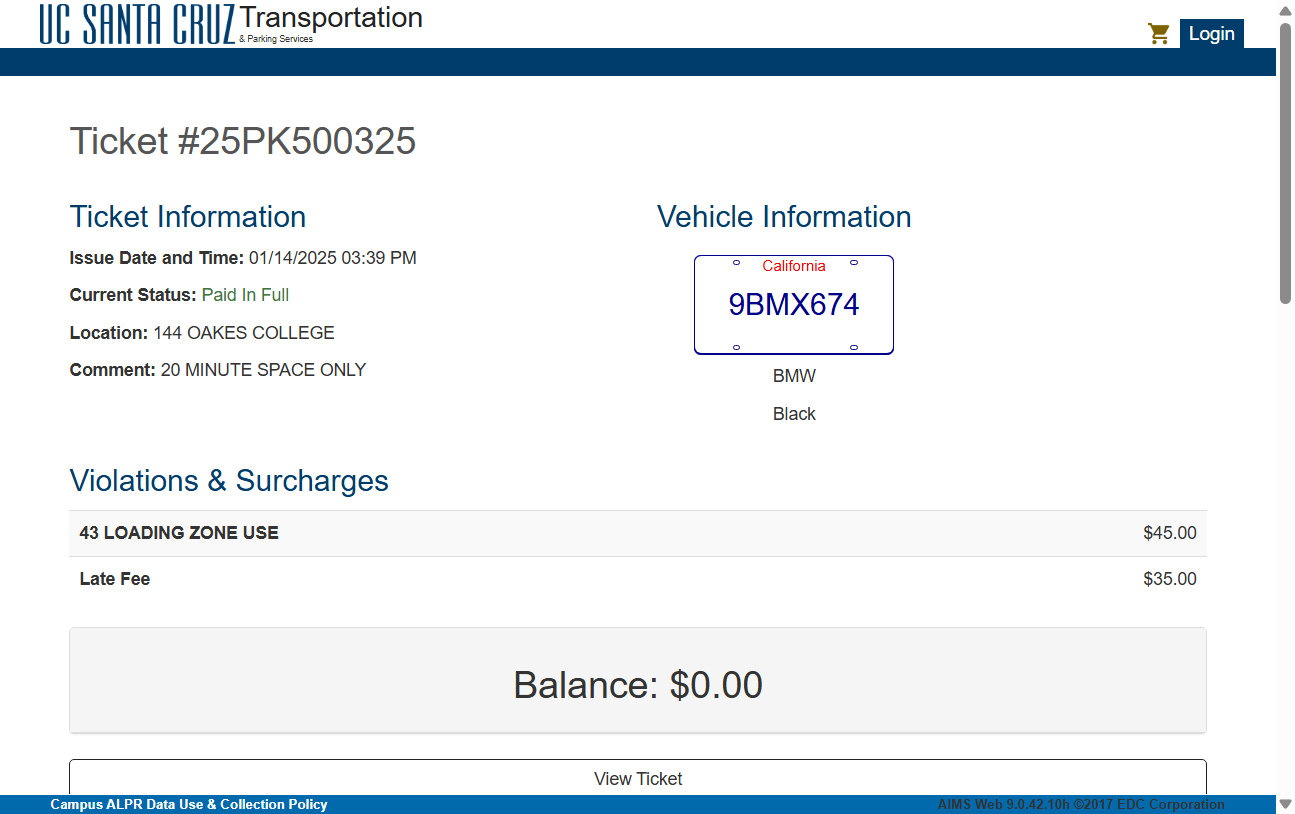 UC SANTA CRUZ Transportation
& Parking Services
Login
Ticket #25PK500325
Ticket Information
Issue Date and Time: 01/14/2025 03:39 PM
Current Status: Paid In Full
Location: 144 OAKES COLLEGE
Comment: 20 MINUTE SPACE ONLY
Vehicle Information
California
9BMX674
BMW
Black
Violations & Surcharges
43 LOADING ZONE USE $45.00
Late Fee $35.00
Balance: $0.00
View Ticket
Campus ALPR Data Use & Collection Policy
AIMS Web 9.0.42.10h ©2017 EDC Corporation